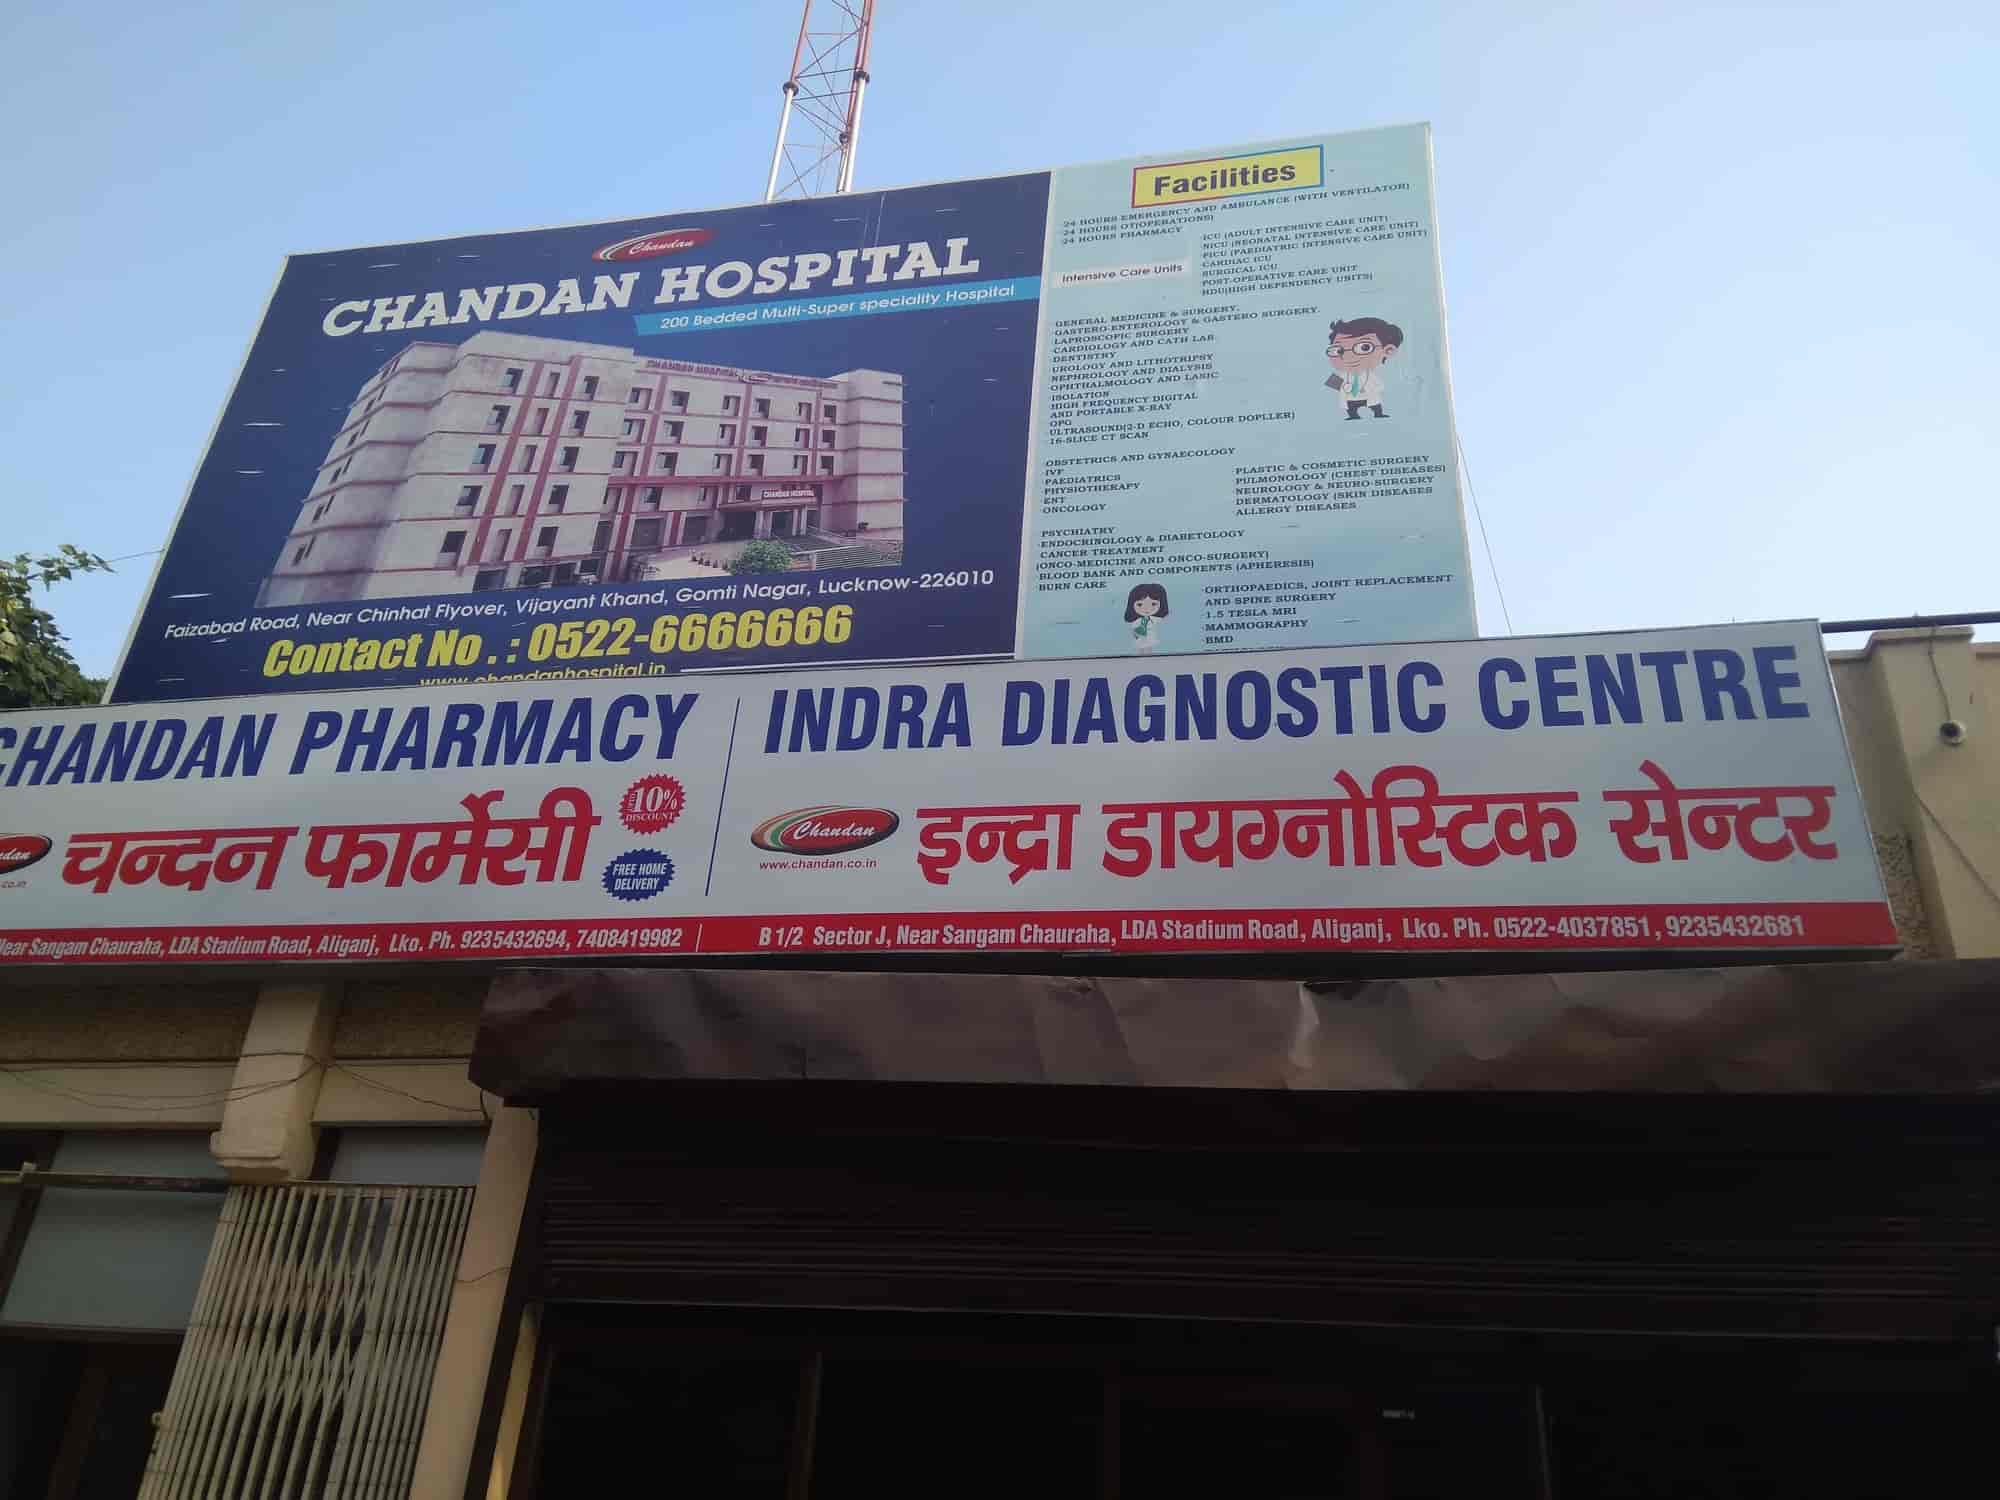 Chandan
CHANDAN HOSPITAL
200 Bedded Multi-Super speciality Hospital
CHANDAN HOSPITAL
CHANDAN HOSPITAL
Faizabad Road, Near Chinhat Flyover, Vijayant Khand, Gomti Nagar, Lucknow-226010
Contact No . : 0522-6666666
www.chandanhospital.in
Facilities
·24 HOURS EMERGENCY AND AMBULANCE (WITH VENTILATOR)
·24 HOURS OT(OPERATIONS)
·24 HOURS PHARMACY
Intensive Care Units
·ICU (ADULT INTENSIVE CARE UNIT)
·NICU (NEONATAL INTENSIVE CARE UNIT)
·PICU (PAEDIATRIC INTENSIVE CARE UNIT)
·CARDIAC ICU
·SURGICAL ICU
·POST-OPERATIVE CARE UNIT
·HDU(HIGH DEPENDENCY UNITS)
·GENERAL MEDICINE & SURGERY.
·GASTERO-ENTEROLOGY & GASTERO SURGERY.
·LAPROSCOPIC SURGERY
·CARDIOLOGY AND CATH LAB.
·DENTISTRY
·UROLOGY AND LITHOTRIPSY
·NEPHROLOGY AND DIALYSIS
·OPHTHALMOLOGY AND LASIC
·ISOLATION
·HIGH FREQUENCY DIGITAL
AND PORTABLE X-RAY
·OPG
·ULTRASOUND(2-D ECHO, COLOUR DOPLLER)
·16-SLICE CT SCAN
·OBSTETRICS AND GYNAECOLOGY
·IVF
·PAEDIATRICS
·PHYSIOTHERAPY
·ENT
·ONCOLOGY
·PLASTIC & COSMETIC SURGERY
·PULMONOLOGY (CHEST DISEASES)
·NEUROLOGY & NEURO-SURGERY
·DERMATOLOGY (SKIN DISEASES
·ALLERGY DISEASES
·PSYCHIATRY
·ENDOCRINOLOGY & DIABETOLOGY
·CANCER TREATMENT
(ONCO-MEDICINE AND ONCO-SURGERY)
·BLOOD BANK AND COMPONENTS (APHERESIS)
·BURN CARE
·ORTHOPAEDICS, JOINT REPLACEMENT
AND SPINE SURGERY
·1.5 TESLA MRI
·MAMMOGRAPHY
·BMD
CHANDAN PHARMACY
चन्दन फार्मेसी
10%
DISCOUNT
FREE HOME
DELIVERY
Near Sangam Chauraha, LDA Stadium Road, Aliganj, Lko. Ph. 9235432694, 7408419982
INDRA DIAGNOSTIC CENTRE
Chandan
www.chandan.co.in
इन्द्रा डायग्नोस्टिक सेन्टर
B 1/2 Sector J, Near Sangam Chauraha, LDA Stadium Road, Aliganj, Lko. Ph. 0522-4037851, 9235432681